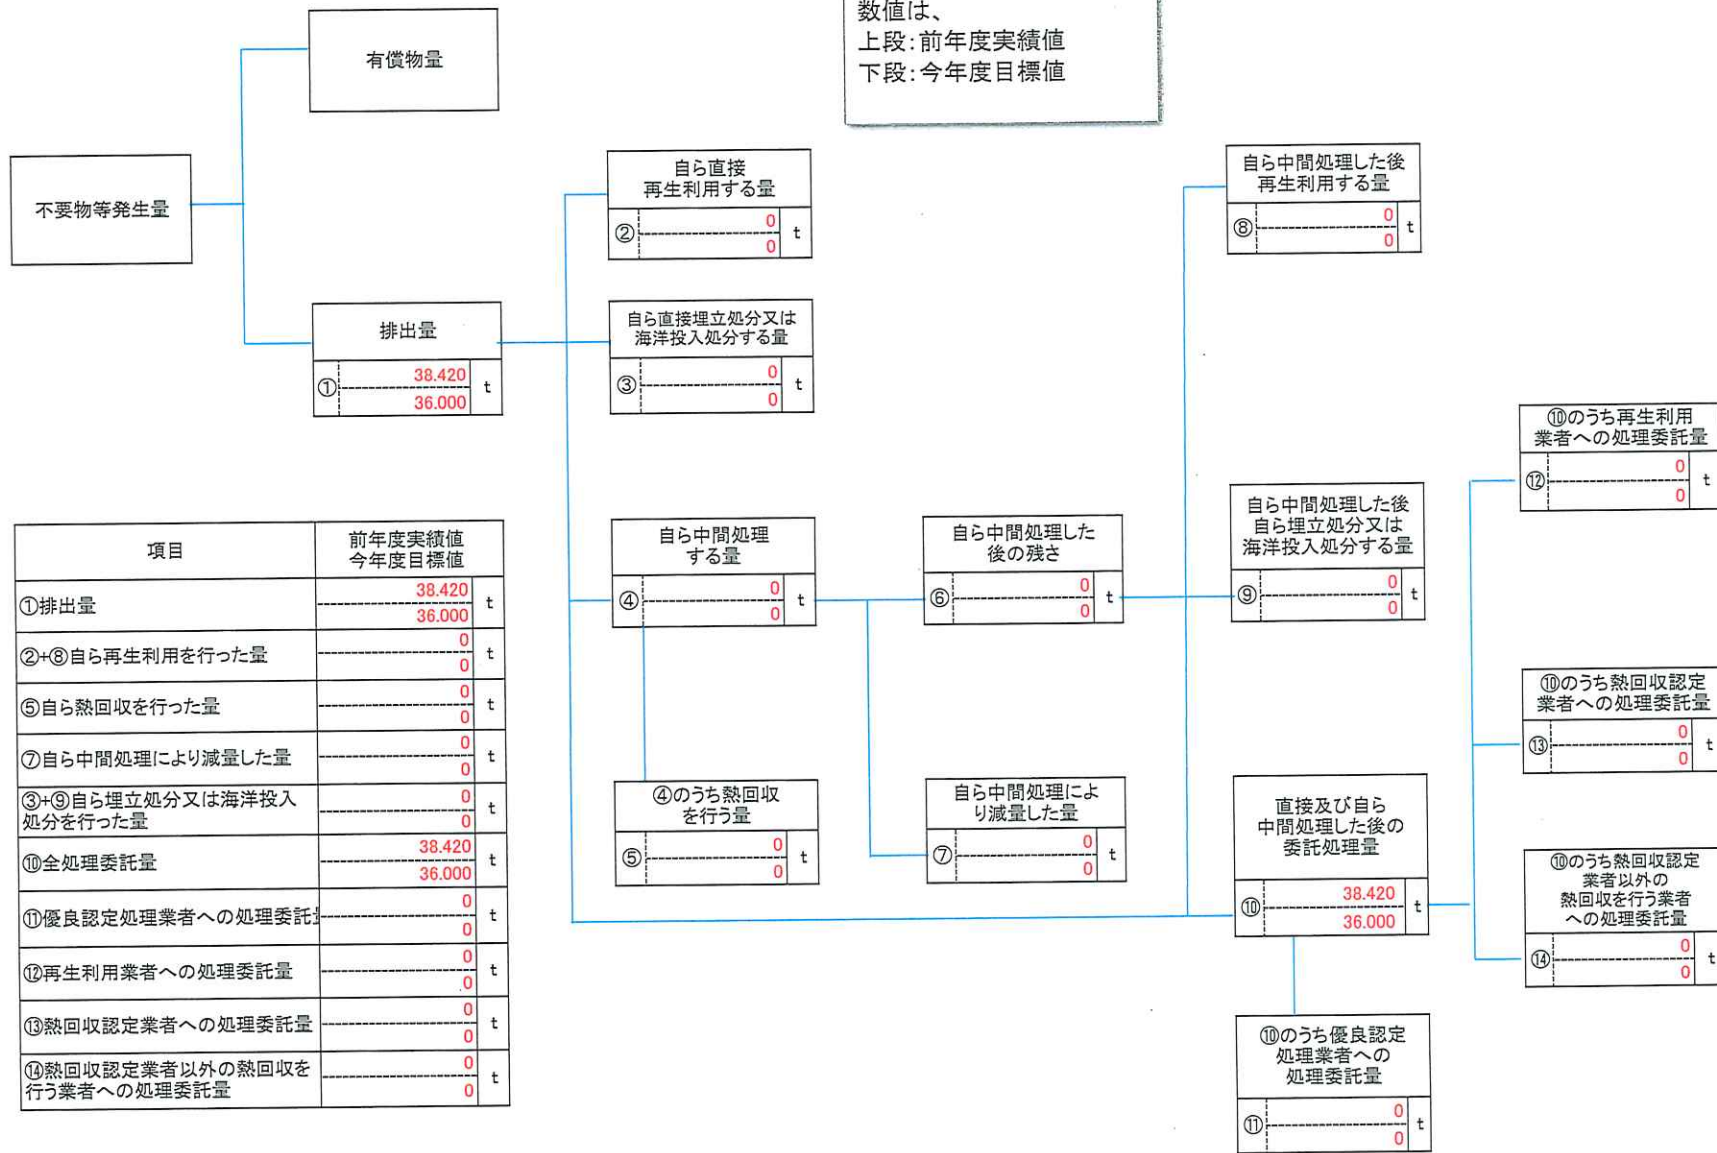 数値は、
上段:前年度実績値
下段:今年度目標値
有償物量
不要物等発生量
排出量
①
38.420
36.000
t
自ら直接
再生利用する量
②
0
0
t
自ら直接埋立処分又は
海洋投入処分する量
③
0
0
t
自ら中間処理
する量
④
0
0
t
④のうち熱回収
を行う量
⑤
0
0
t
自ら中間処理した
後の残さ
⑥
0
0
t
自ら中間処理によ
り減量した量
⑦
0
0
t
自ら中間処理した後
再生利用する量
⑧
0
0
t
自ら中間処理した後
自ら埋立処分又は
海洋投入処分する量
⑨
0
0
t
直接及び自ら
中間処理した後の
委託処理量
⑩
38.420
36.000
t
⑩のうち優良認定
処理業者への
処理委託量
⑪
0
0
t
⑩のうち再生利用
業者への処理委託量
⑫
0
0
t
⑩のうち熱回収認定
業者への処理委託量
⑬
0
0
t
⑩のうち熱回収認定
業者以外の
熱回収を行う業者
への処理委託量
⑭
0
0
t
項目
前年度実績値
今年度目標値
①排出量
38.420
36.000
t
②+⑧自ら再生利用を行った量
0
0
t
⑤自ら熱回収を行った量
0
0
t
⑦自ら中間処理により減量した量
0
0
t
③+⑨自ら埋立処分又は海洋投入
処分を行った量
0
0
t
⑩全処理委託量
38.420
36.000
t
⑪優良認定処理業者への処理委託
0
0
t
⑫再生利用業者への処理委託量
0
0
t
⑬熱回収認定業者への処理委託量
0
0
t
⑭熱回収認定業者以外の熱回収を
行う業者への処理委託量
0
0
t